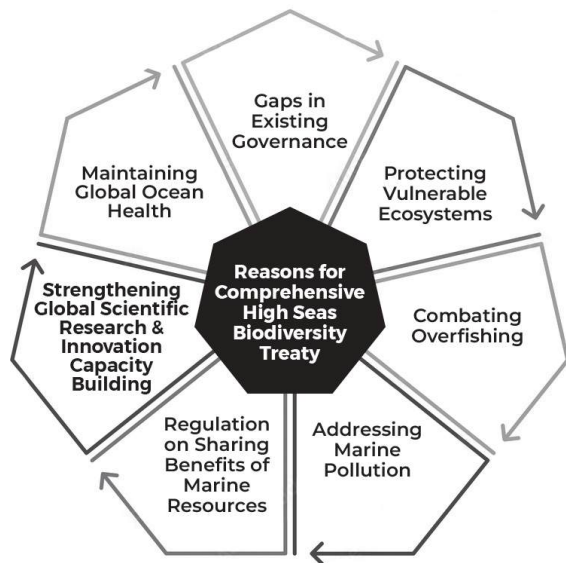 Gaps in
Existing
Governance
Protecting
Vulnerable
Ecosystems
Combating
Overfishing
Addressing
Marine
Pollution
Regulation
on Sharing
Benefits of
Marine
Resources
Strengthening
Global Scientific
Research &
Innovation
Capacity
Building
Maintaining
Global Ocean
Health
Reasons for
Comprehensive
High Seas
Biodiversity
Treaty